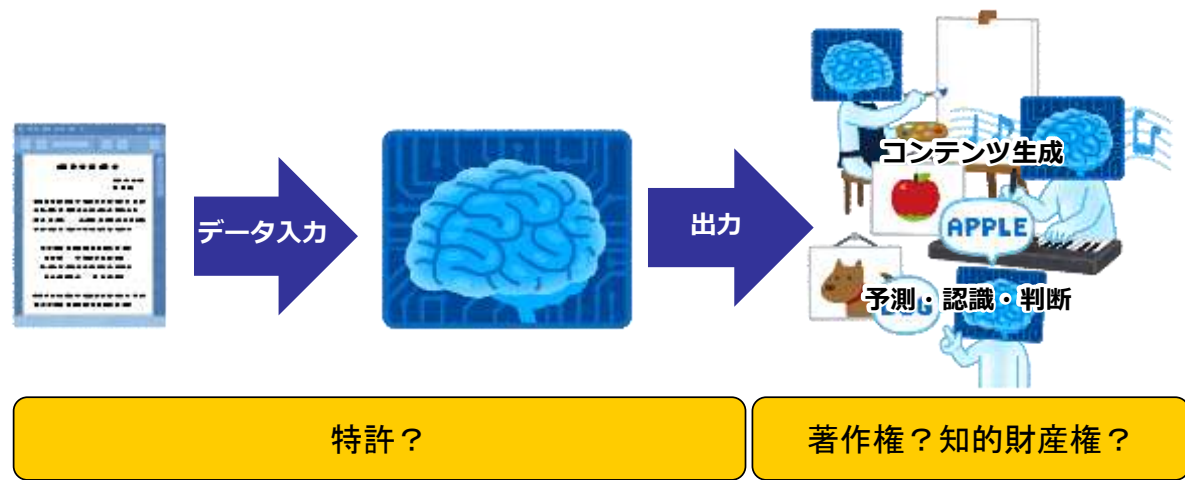 コンテンツ生成
データ入力
出力
APPLE
予測・認識・判断
DOG
特許？
著作権？知的財産権？